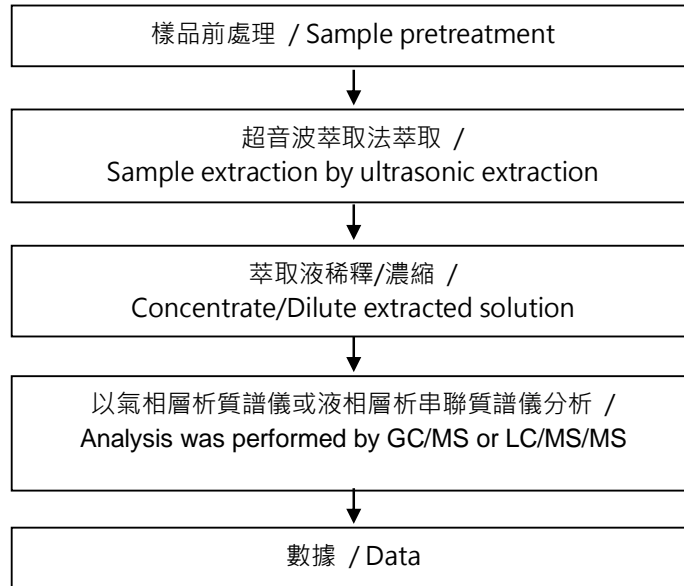 樣品前處理 / Sample pretreatment
超音波萃取法萃取 /
Sample extraction by ultrasonic extraction
萃取液稀釋/濃縮 /
Concentrate/Dilute extracted solution
以氣相層析質譜儀或液相層析串聯質譜儀分析 /
Analysis was performed by GC/MS or LC/MS/MS
數據 / Data